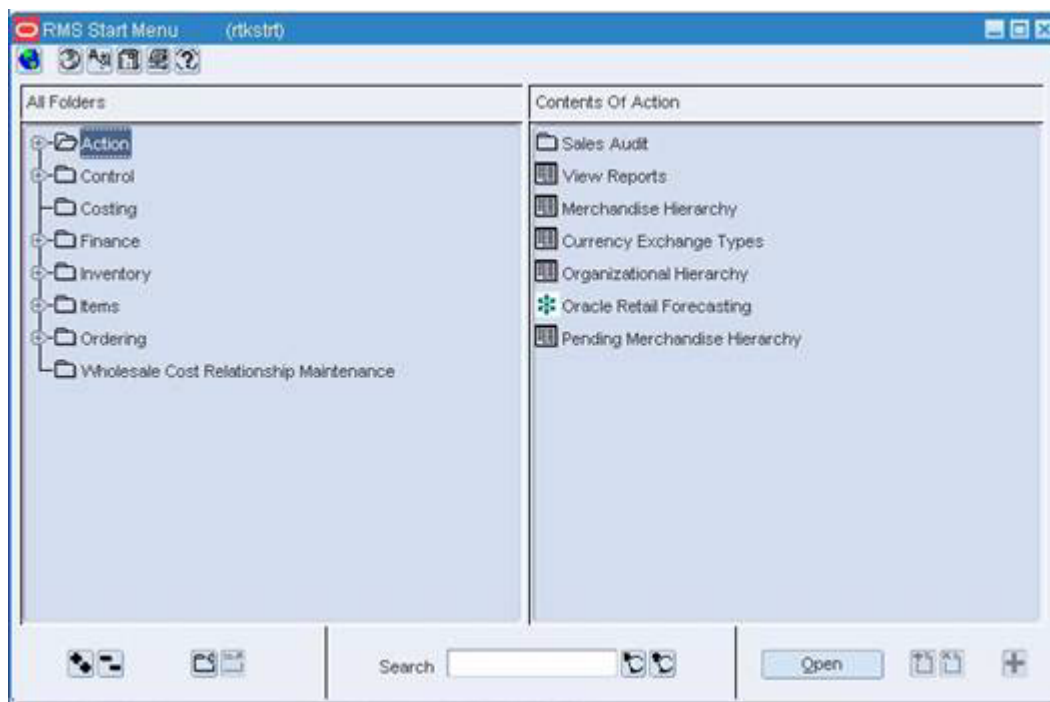 RMS Start Menu (rtkstrt)
All Folders
Action
Control
Costing
Finance
Inventory
Items
Ordering
Wholesale Cost Relationship Maintenance
Contents Of Action
Sales Audit
View Reports
Merchandise Hierarchy
Currency Exchange Types
Organizational Hierarchy
Oracle Retail Forecasting
Pending Merchandise Hierarchy
Search
Open